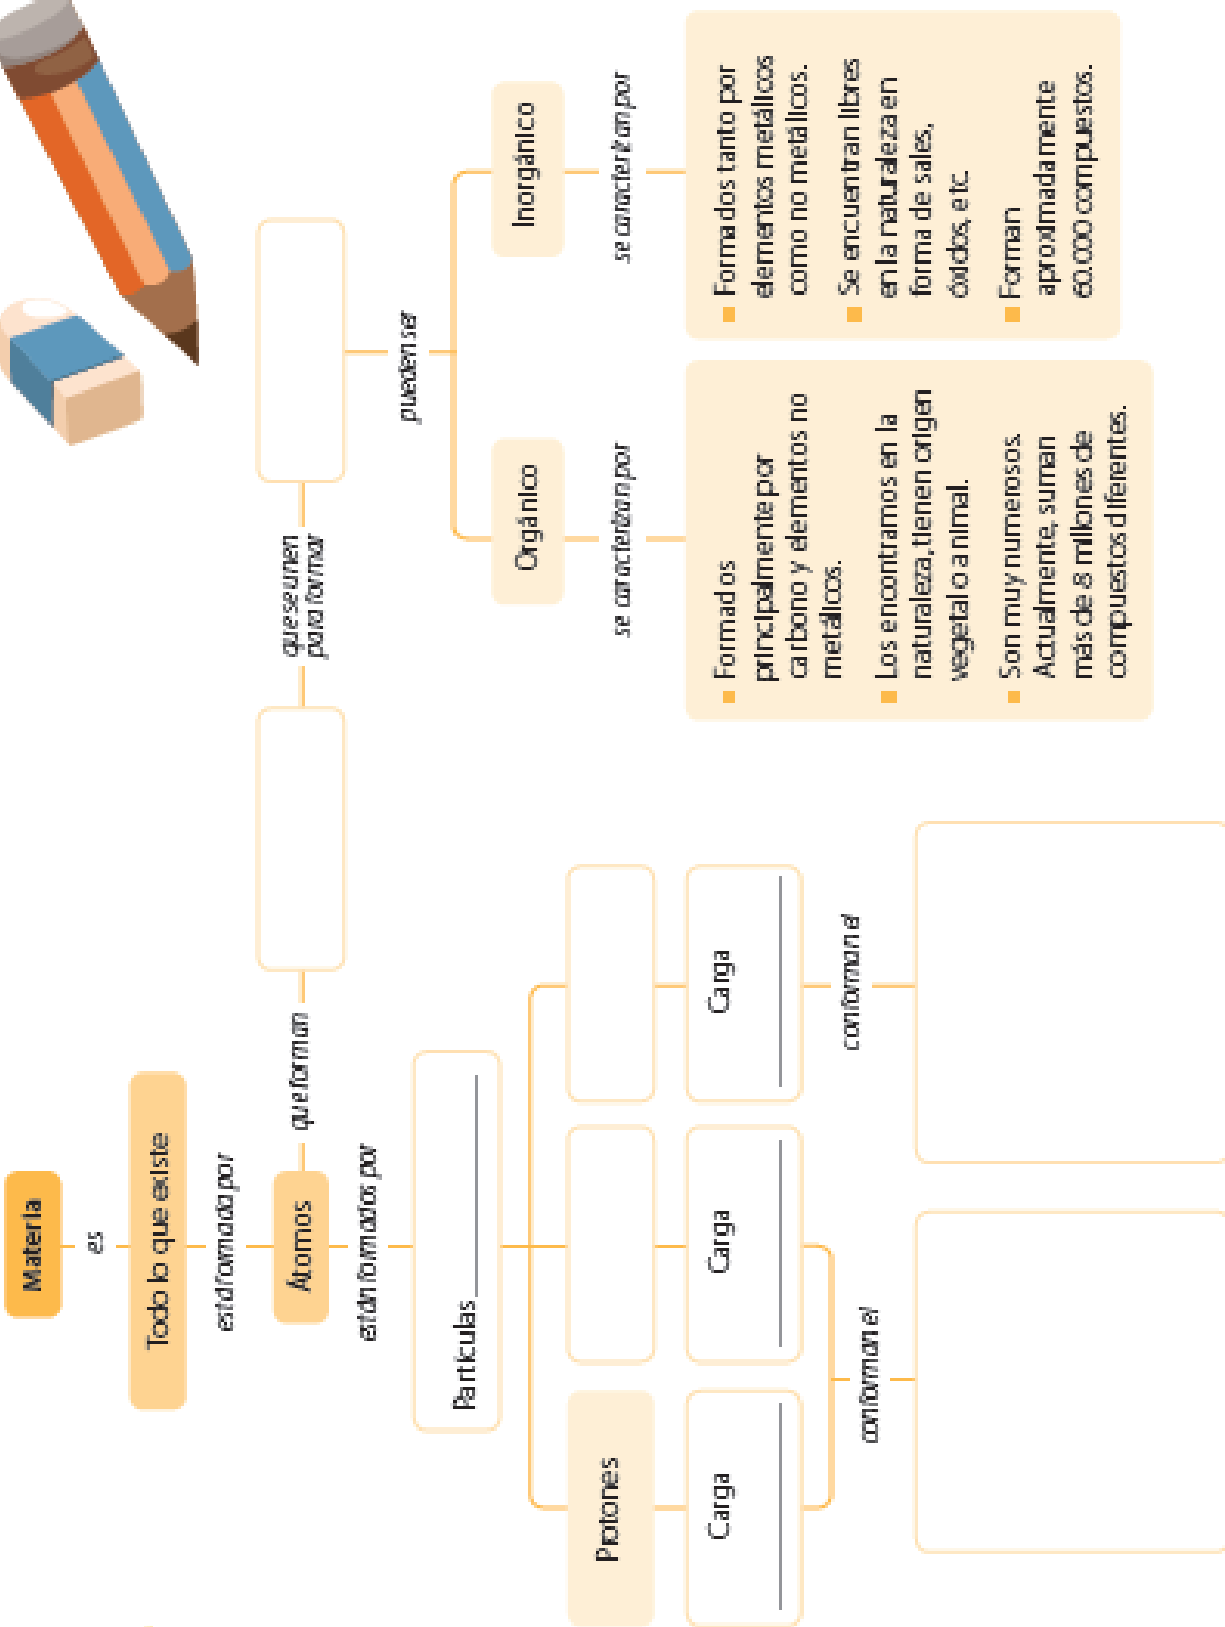 Materia
es
Todo lo que existe
está formada por
Átomos
que forman
que se unen
para formar
están formados por
Partículas
Protones
Carga
Carga
Carga
conforman el
conforman el
pueden ser
Orgánico
Inorgánico
se caracterizan por
se caracterizan por
Formados
principalmente por
carbono y elementos no
metálicos.
Los encontramos en la
naturaleza, tienen origen
vegetal o animal.
Son muy numerosos.
Actualmente, suman
más de 8 millones de
compuestos diferentes.
Formados tanto por
elementos metálicos
como no metálicos.
Se encuentran libres
en la naturaleza en
forma de sales,
óxidos, etc.
Forman
aproximadamente
60.000 compuestos.